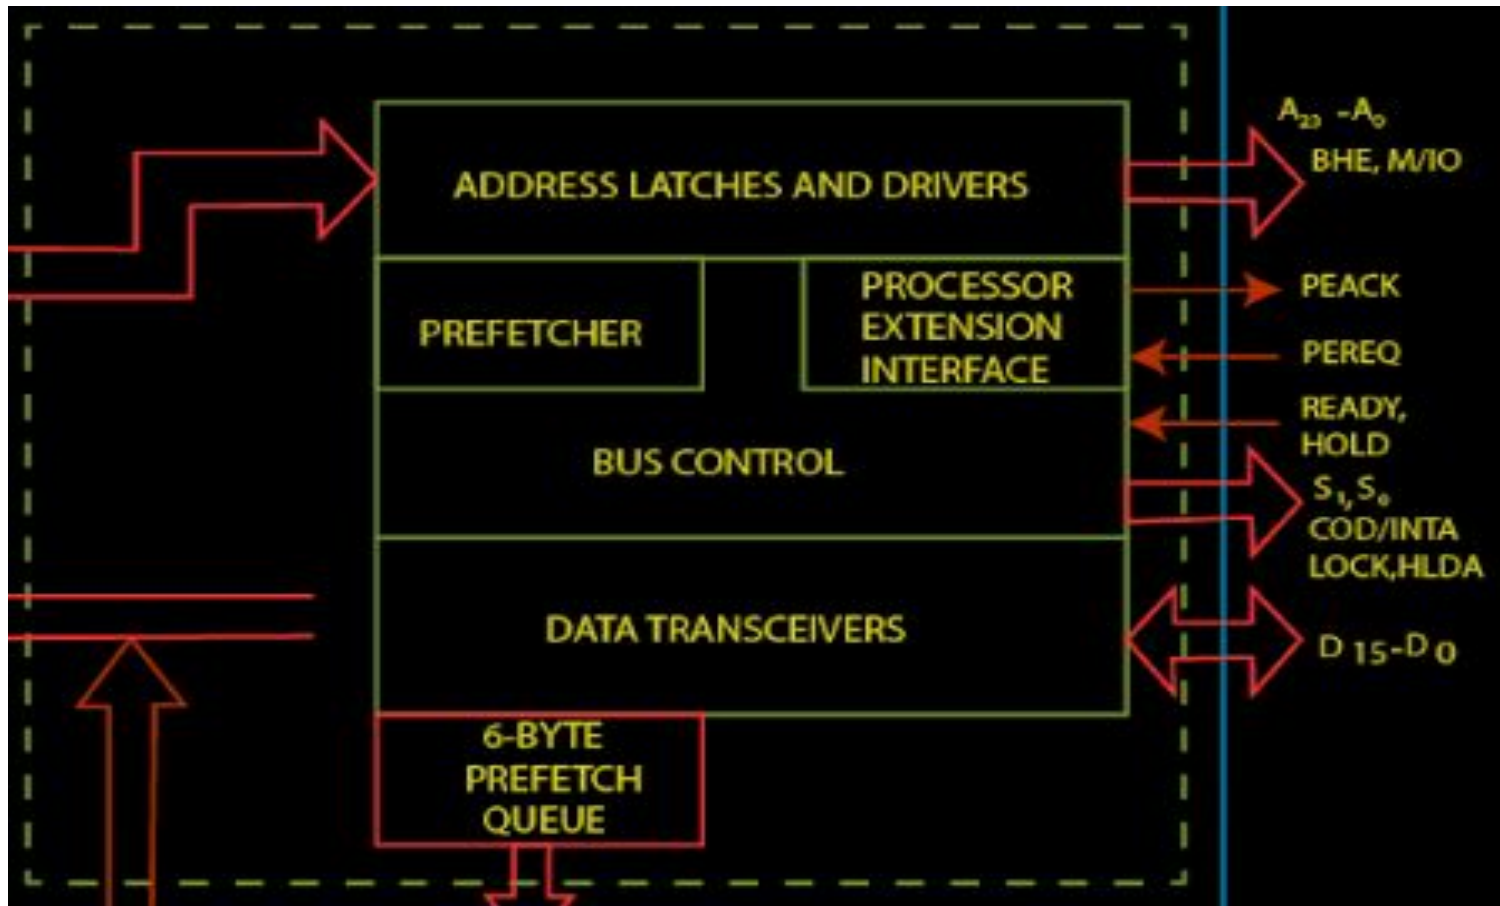 A23 -A0
BHE, M/IO
ADDRESS LATCHES AND DRIVERS
PREFETCHER
PROCESSOR
EXTENSION
INTERFACE
PEACK
PEREQ
READY,
HOLD
BUS CONTROL
S1, S0
COD/INTA
LOCK,HLDA
DATA TRANSCEIVERS
D 15-D 0
6-BYTE
PREFETCH
QUEUE